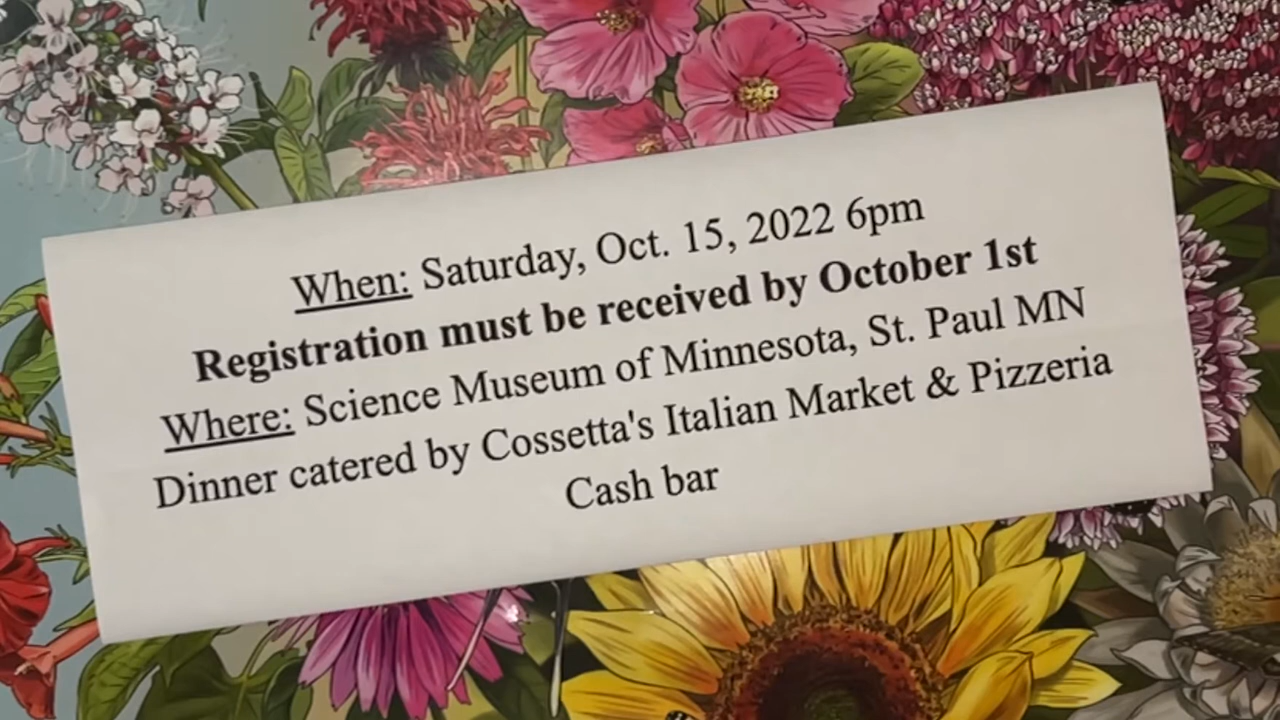 When: Saturday, Oct. 15, 2022 6pm
Registration must be received by October 1st
Where: Science Museum of Minnesota, St. Paul MN
Dinner catered by Cossetta's Italian Market & Pizzeria
Cash bar